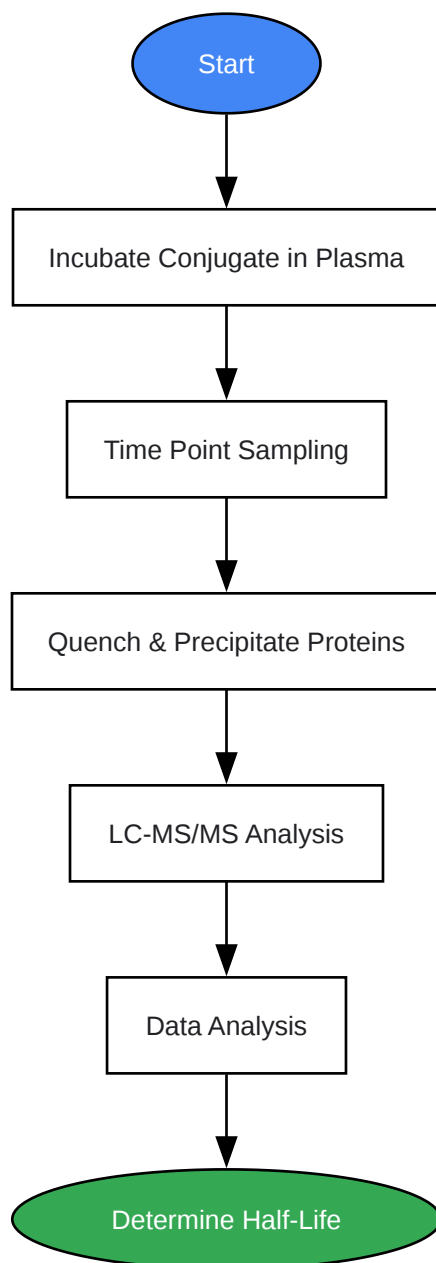 Start
Incubate Conjugate in Plasma
Time Point Sampling
Quench & Precipitate Proteins
LC-MS/MS Analysis
Data Analysis
Determine Half-Life